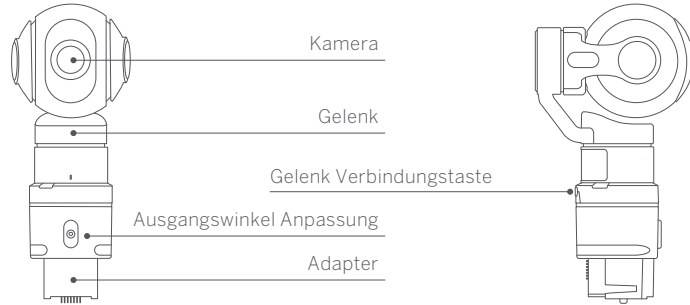 Kamera
Gelenk
Gelenk Verbindungstaste
Ausgangswinkel Anpassung
Adapter